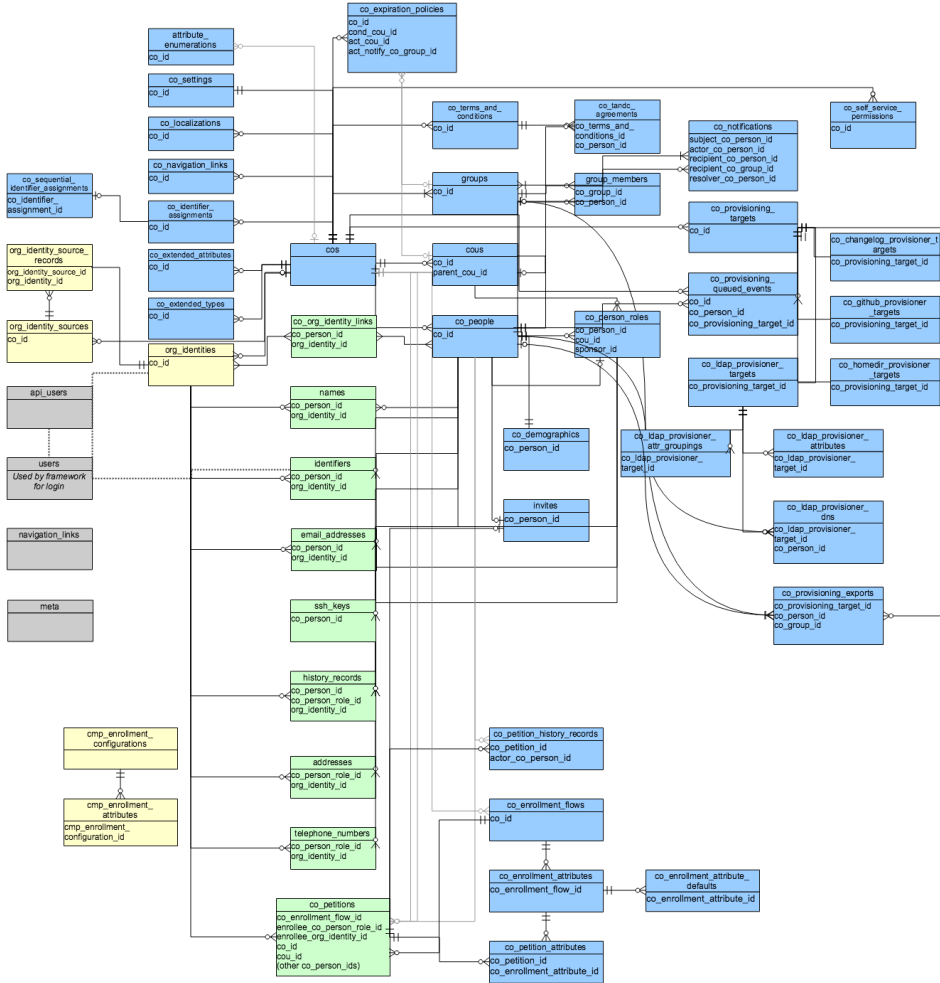 co_expiration_policies
co_id
cond_cou_id
act_cou_id
act_notify_co_group_id
attribute_
enumerations
co_id
co_settings
co_id
co_localizations
co_id
co_navigation_links
co_id
co_sequential_
identifier_assignments
co_identifier_
assignment_id
co_identifier_
assignments
co_id
co_terms_and_
conditions
co_id
co_tandc_
agreements
co_terms_and_
conditions_id
co_person_id
co_self_service_
permissions
co_id
co_notifications
subject_co_person_id
actor_co_person_id
recipient_co_person_id
recipient_co_group_id
resolver_co_person_id
groups
co_id
group_members
co_group_id
co_person_id
co_provisioning_
targets
co_id
org_identity_source_
records
org_identity_source_id
org_identity_id
co_extended_attributes
co_id
cos
cous
parent_cou_id
co_changelog_provisioner_t
argets
co_provisioning_target_id
co_provisioning_
queued_events
co_id
co_person_id
co_provisioning_target_id
co_extended_types
co_id
co_github_provisioner
_targets
co_provisioning_target_id
org_identity_sources
co_id
co_org_identity_links
co_person_id
org_identity_id
co_people
co_id
co_person_roles
co_person_id
cou_id
sponsor_id
org_identities
co_id
co_ldap_provisioner_
targets
co_provisioning_target_id
co_homedir_provisioner
_targets
co_provisioning_target_id
api_users
names
co_person_id
org_identity_id
co_demographics
co_person_id
co_ldap_provisioner_
attr_groupings
co_ldap_provisioner_
target_id
co_ldap_provisioner_
attributes
co_ldap_provisioner_
target_id
users
Used by framework
for login
identifiers
co_person_id
org_identity_id
invites
co_person_id
co_ldap_provisioner_
dns
co_ldap_provisioner_
target_id
co_person_id
navigation_links
email_addresses
co_person_id
org_identity_id
meta
ssh_keys
co_person_id
co_provisioning_exports
co_provisioning_target_id
co_person_id
co_group_id
history_records
co_person_id
co_person_role_id
org_identity_id
cmp_enrollment_
configurations
co_petition_history_records
co_petition_id
actor_co_person_id
addresses
co_person_role_id
org_identity_id
cmp_enrollment_
attributes
cmp_enrollment_
configuration_id
co_enrollment_flows
co_id
telephone_numbers
co_person_role_id
org_identity_id
co_enrollment_attributes
co_enrollment_flow_id
co_enrollment_attribute_
defaults
co_enrollment_attribute_id
co_petitions
co_enrollment_flow_id
enrollee_co_person_role_id
enrollee_org_identity_id
co_id
cou_id
(other co_person_ids)
co_petition_attributes
co_petition_id
co_enrollment_attribute_id